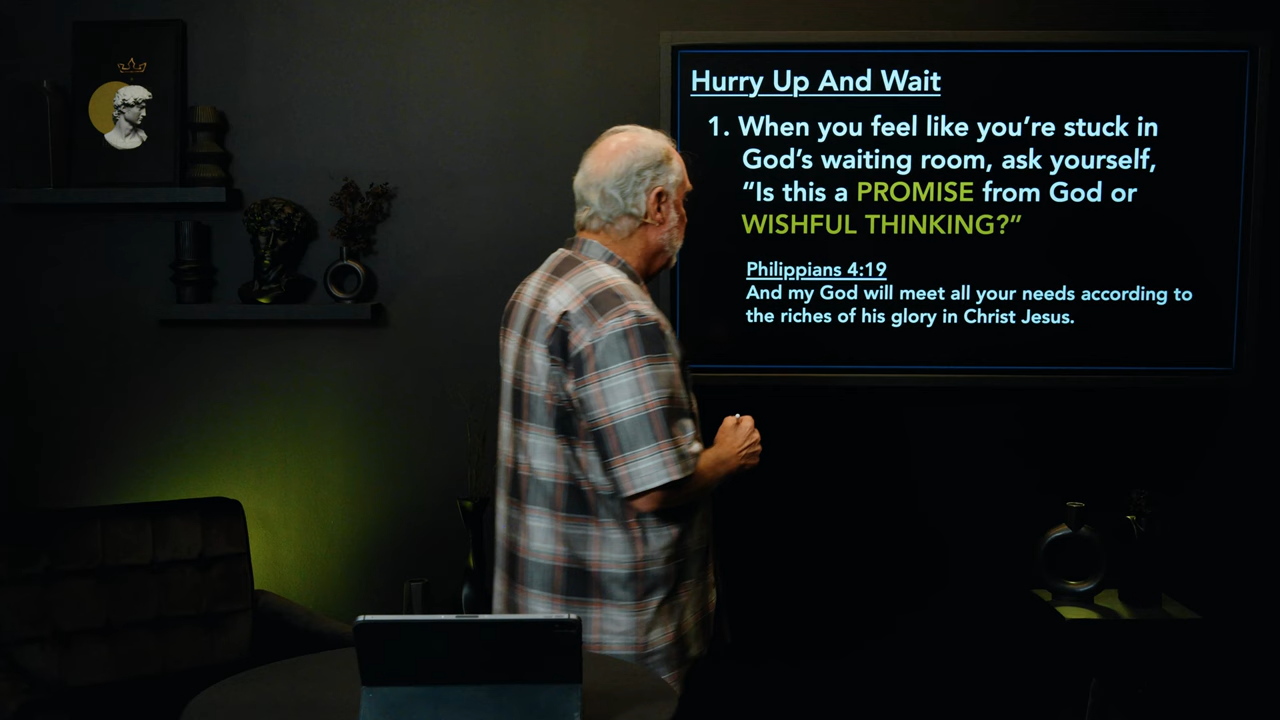 Hurry Up And Wait
1. When you feel like you’re stuck in
God’s waiting room, ask yourself,
“Is this a PROMISE from God or
WISHFUL THINKING?”
Philippians 4:19
And my God will meet all your needs according to
the riches of his glory in Christ Jesus.